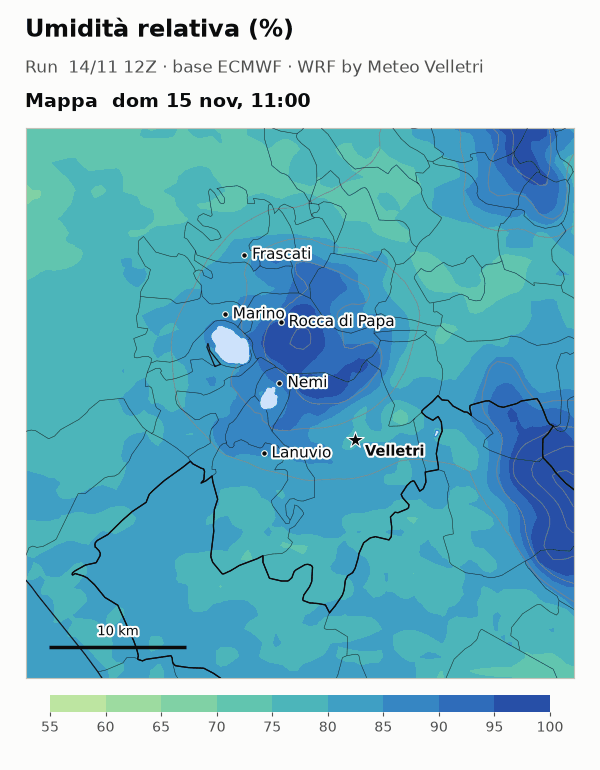 Umidità relativa (%)
Run  14/11 12Z · base ECMWF · WRF by Meteo Velletri
Mappa  dom 15 nov, 11:00
Frascati
Marino
Rocca di Papa
Nemi
Velletri
Lanuvio
10 km
55 60 65 70 75 80 85 90 95 100